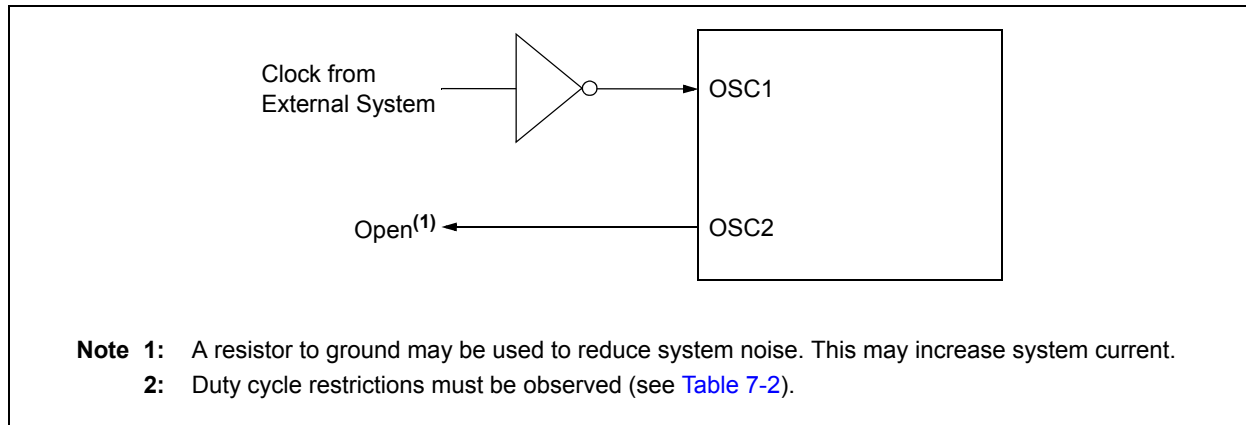 Clock from
External System
OSC1
Open(1)
OSC2
Note 1: A resistor to ground may be used to reduce system noise. This may increase system current.
2: Duty cycle restrictions must be observed (see Table 7-2).